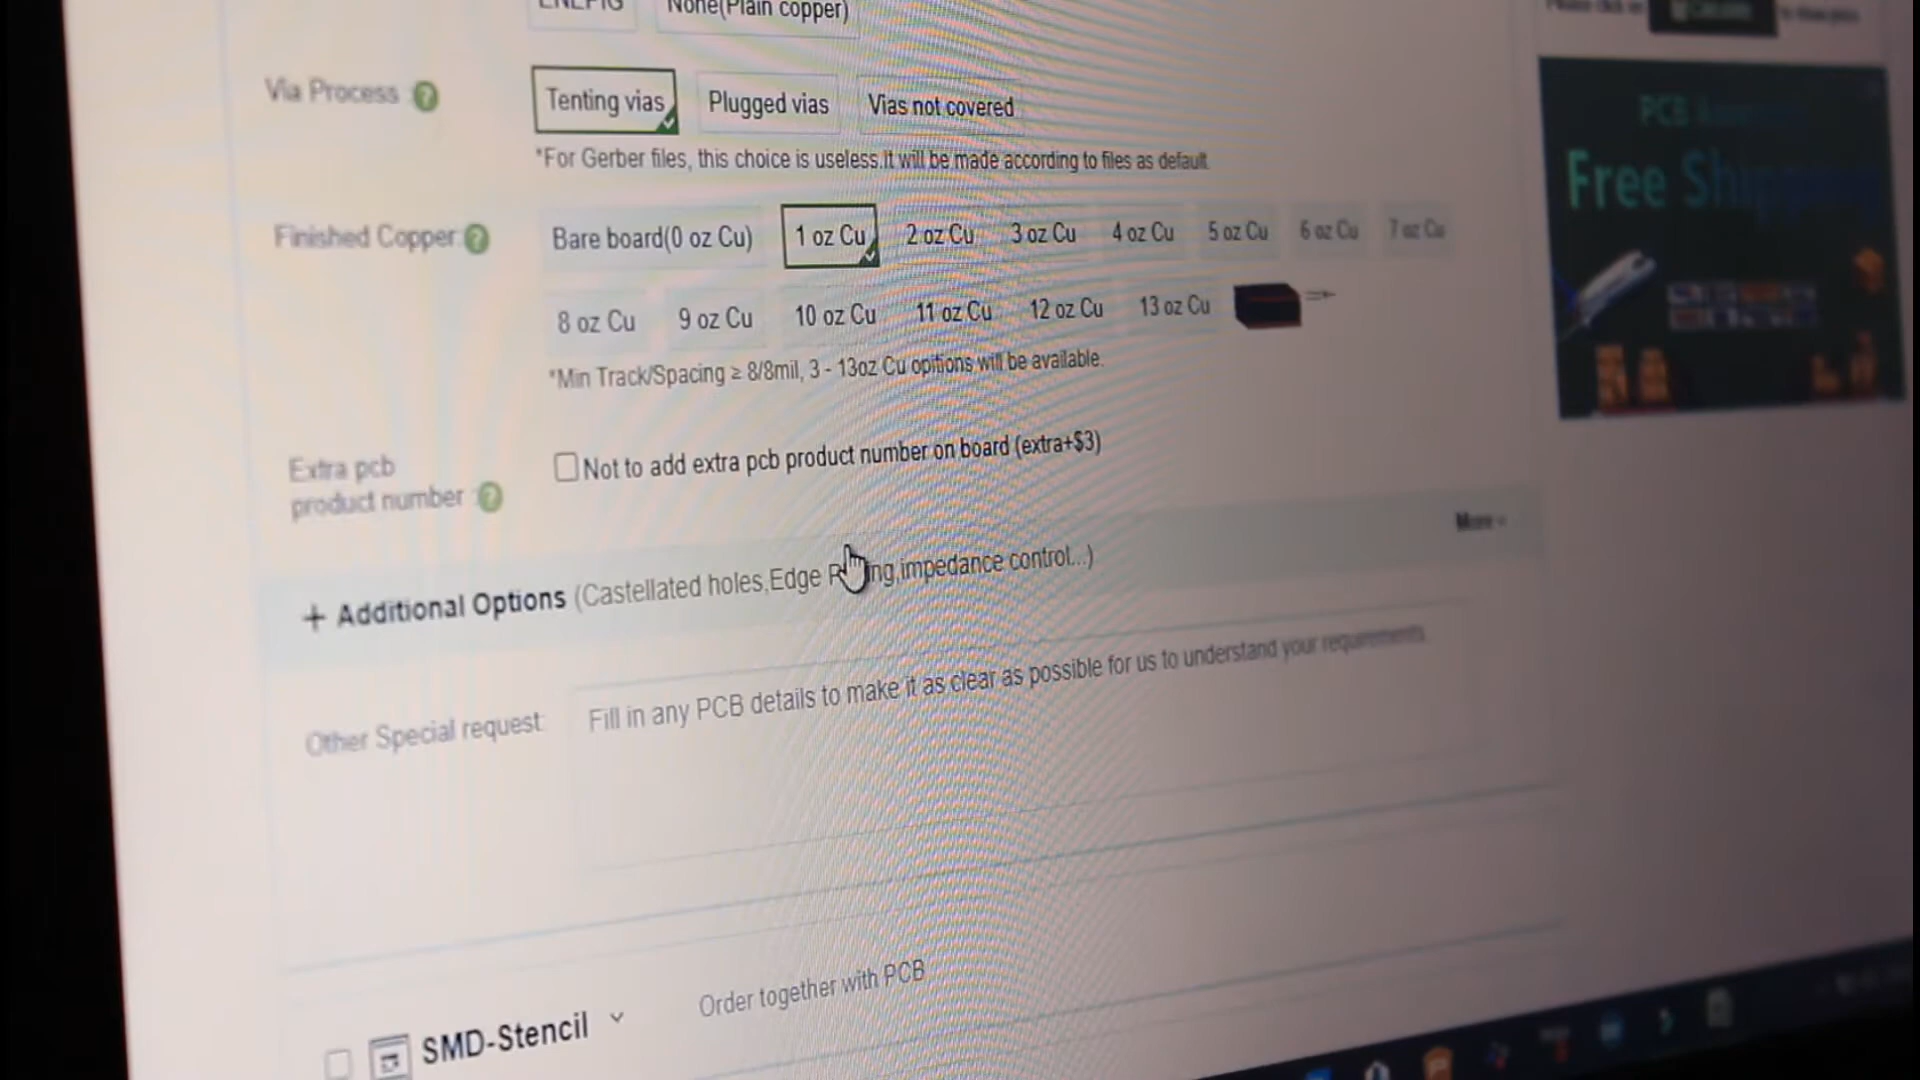 None(Plain copper)
Via Process
Tenting vias Plugged vias Vias not covered
*For Gerber files, this choice is useless.It will be made according to files as default
Finished Copper:
Bare board(0 oz Cu) 1 oz Cu 2 oz Cu 3 oz Cu 4 oz Cu 5 oz Cu 6 oz Cu 7 oz Cu
8 oz Cu 9 oz Cu 10 oz Cu 11 oz Cu 12 oz Cu 13 oz Cu
*Min Track/Spacing ≥ 8/8mil, 3 - 13oz Cu opitions will be available.
Extra pcb
product number
Not to add extra pcb product number on board (extra+$3)
More
+ Additional Options (Castellated holes,Edge impedance control...)
Other Special request:
Fill in any PCB details to make it as clear as possible for us to understand your requirements
SMD-Stencil
Order together with PCB
PCB
Free Shipping